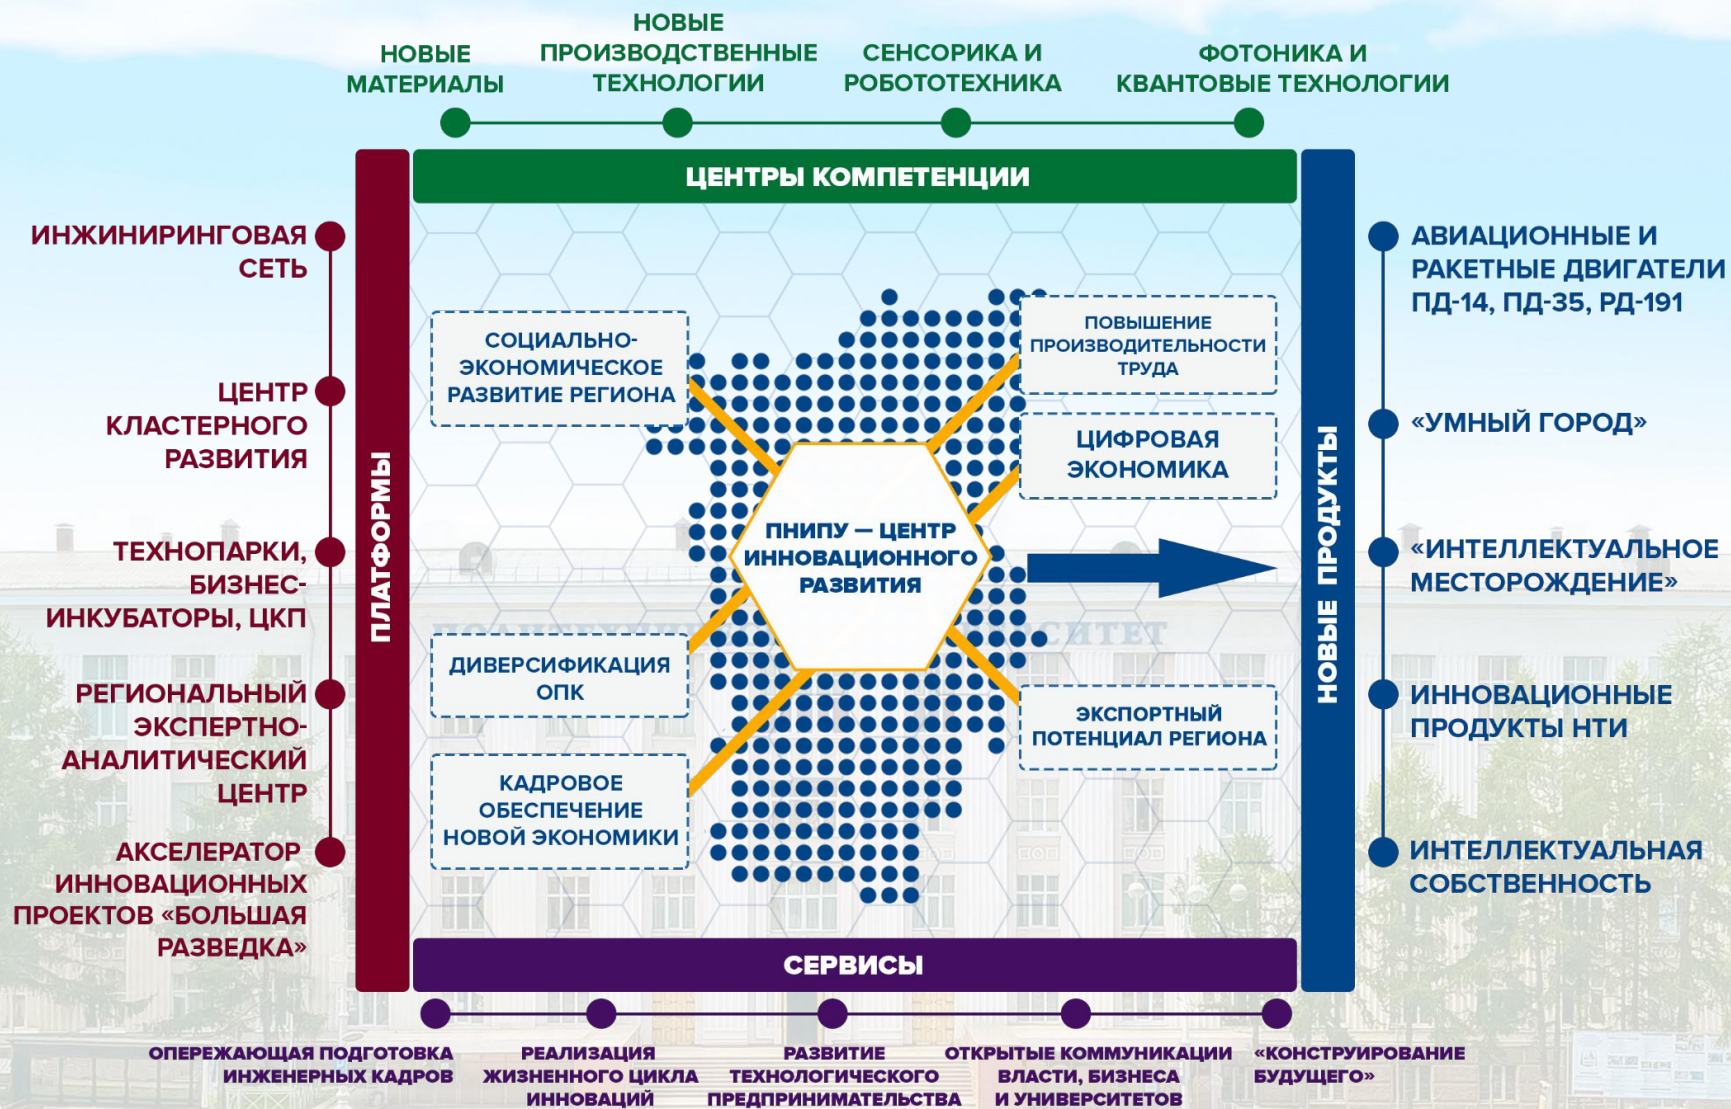 НОВЫЕ
МАТЕРИАЛЫ
НОВЫЕ
ПРОИЗВОДСТВЕННЫЕ
ТЕХНОЛОГИИ
СЕНСОРИКА И
РОБОТОТЕХНИКА
ФОТОНИКА И
КВАНТОВЫЕ ТЕХНОЛОГИИ
ЦЕНТРЫ КОМПЕТЕНЦИИ
ИНЖИНИРИНГОВАЯ
СЕТЬ
ЦЕНТР
КЛАСТЕРНОГО
РАЗВИТИЯ
ТЕХНОПАРКИ,
БИЗНЕС-
ИНКУБАТОРЫ, ЦКП
РЕГИОНАЛЬНЫЙ
ЭКСПЕРТНО-
АНАЛИТИЧЕСКИЙ
ЦЕНТР
АКСЕЛЕРАТОР
ИННОВАЦИОННЫХ
ПРОЕКТОВ «БОЛЬШАЯ
РАЗВЕДКА»
ПЛАТФОРМЫ
СОЦИАЛЬНО-
ЭКОНОМИЧЕСКОЕ
РАЗВИТИЕ РЕГИОНА
ДИВЕРСИФИКАЦИЯ
ОПК
КАДРОВОЕ
ОБЕСПЕЧЕНИЕ
НОВОЙ ЭКОНОМИКИ
ПНИПУ — ЦЕНТР
ИННОВАЦИОННОГО
РАЗВИТИЯ
ПОВЫШЕНИЕ
ПРОИЗВОДИТЕЛЬНОСТИ
ТРУДА
ЦИФРОВАЯ
ЭКОНОМИКА
ЭКСПОРТНЫЙ
ПОТЕНЦИАЛ РЕГИОНА
НОВЫЕ ПРОДУКТЫ
АВИАЦИОННЫЕ И
РАКЕТНЫЕ ДВИГАТЕЛИ
ПД-14, ПД-35, РД-191
«УМНЫЙ ГОРОД»
«ИНТЕЛЛЕКТУАЛЬНОЕ
МЕСТОРОЖДЕНИЕ»
ИННОВАЦИОННЫЕ
ПРОДУКТЫ НТИ
ИНТЕЛЛЕКТУАЛЬНАЯ
СОБСТВЕННОСТЬ
СЕРВИСЫ
ОПЕРЕЖАЮЩАЯ ПОДГОТОВКА
ИНЖЕНЕРНЫХ КАДРОВ
РЕАЛИЗАЦИЯ
ЖИЗНЕННОГО ЦИКЛА
ИННОВАЦИЙ
РАЗВИТИЕ
ТЕХНОЛОГИЧЕСКОГО
ПРЕДПРИНИМАТЕЛЬСТВА
ОТКРЫТЫЕ КОММУНИКАЦИИ
ВЛАСТИ, БИЗНЕСА
И УНИВЕРСИТЕТОВ
«КОНСТРУИРОВАНИЕ
БУДУЩЕГО»